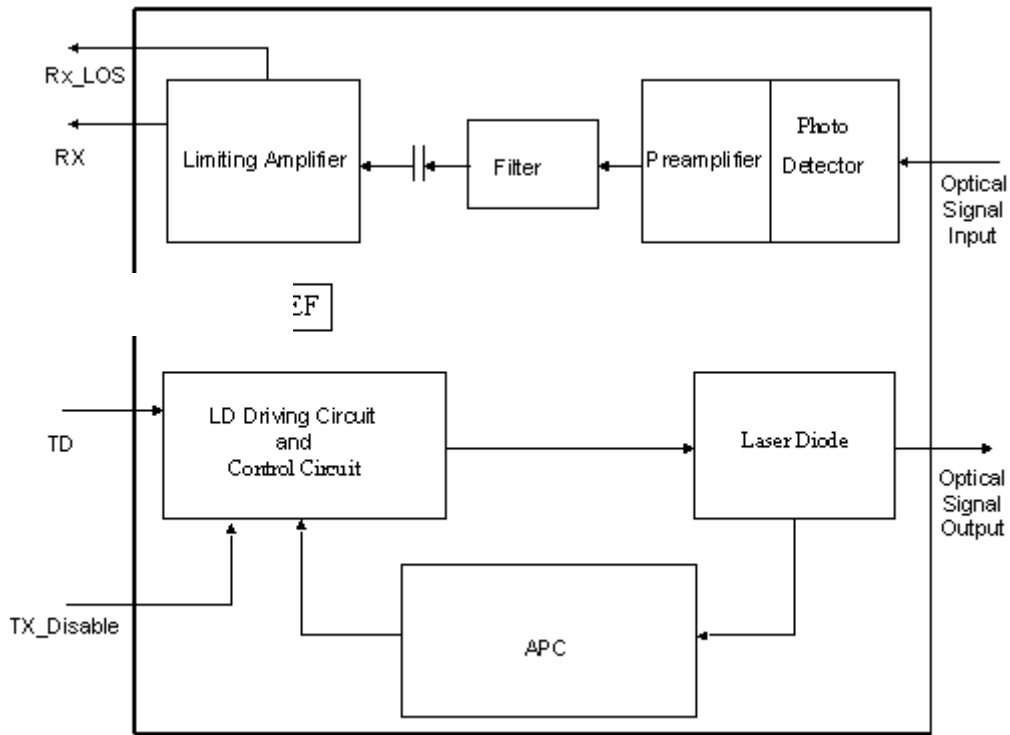 Rx_LOS
RX
Limiting Amplifier
Filter
Preamplifier
Photo
Detector
Optical
Signal
Input
EF
TD
LD Driving Circuit
and
Control Circuit
Laser Diode
Optical
Signal
Output
TX_Disable
APC